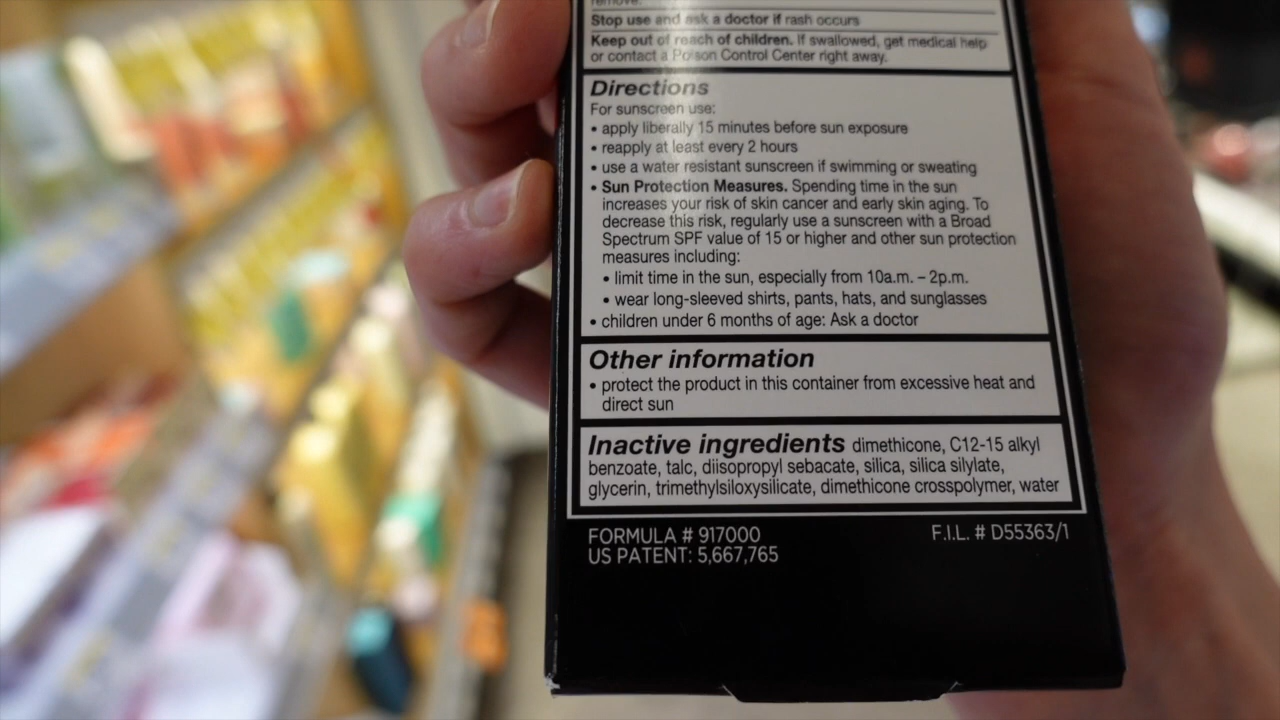 remove.
Stop use and ask a doctor if rash occurs
Keep out of reach of children. If swallowed, get medical help
or contact a Poison Control Center right away.
Directions
For sunscreen use:
• apply liberally 15 minutes before sun exposure
• reapply at least every 2 hours
• use a water resistant sunscreen if swimming or sweating
• Sun Protection Measures. Spending time in the sun
increases your risk of skin cancer and early skin aging. To
decrease this risk, regularly use a sunscreen with a Broad
Spectrum SPF value of 15 or higher and other sun protection
measures including:
• limit time in the sun, especially from 10a.m. – 2p.m.
• wear long-sleeved shirts, pants, hats, and sunglasses
• children under 6 months of age: Ask a doctor
Other information
• protect the product in this container from excessive heat and
direct sun
Inactive ingredients dimethicone, C12-15 alkyl
benzoate, talc, diisopropyl sebacate, silica, silica silylate,
glycerin, trimethylsiloxysilicate, dimethicone crosspolymer, water
FORMULA # 917000
F.I.L. # D55363/1
US PATENT: 5,667,765